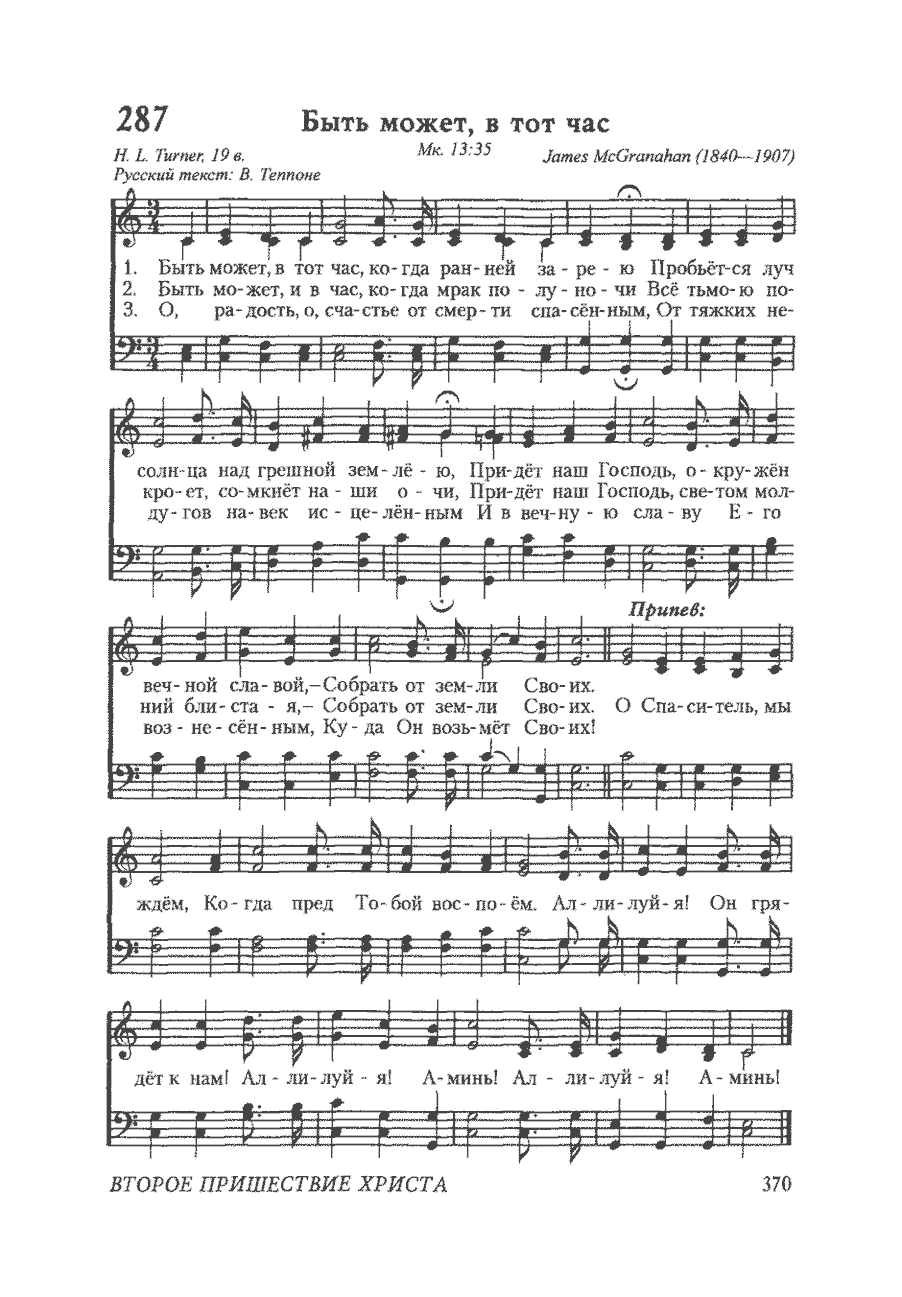 287
Быть может, в тот час
H. L. Turner, 19 в.
Мк. 13:35
James McGranahan (1840—1907)
Русский текст: В. Теппоне
1. Быть может, в тот час, ко- гда ран- ней за - ре - ю Пробьёт-ся луч
2. Быть мо- жет, и в час, ко- гда мрак по - лу - но - чи Всё тьмо- ю по-
3. О, ра- дость, о, сча- стье от смер- ти спа- сён- ным, От тяжких не-
солн-ца над грешной зем- лё - ю, При-дёт наш Господь, о- кру- жён
кро- ет, со-мкнёт на - ши о - чи, При-дёт наш Господь, све-том мол-
ду- гов на- век ис - це- лён- ным И в веч-ну - ю сла- ву Е - го
Припев:
веч- ной сла- вой,–Собрать от зем- ли Сво- их.
ний бли- ста - я,– Собрать от зем- ли Сво- их. О Спа- си- тель, мы
воз - не- сён- ным, Ку- да Он возь- мёт Сво- их!
ждём, Ко- гда пред То- бой вос- по- ём. Ал- ли- луй- я! Он гря-
дёт к нам! Ал - ли- луй - я! А- минь! Ал - ли- луй - я! А - минь!
ВТОРОЕ ПРИШЕСТВИЕ ХРИСТА
370